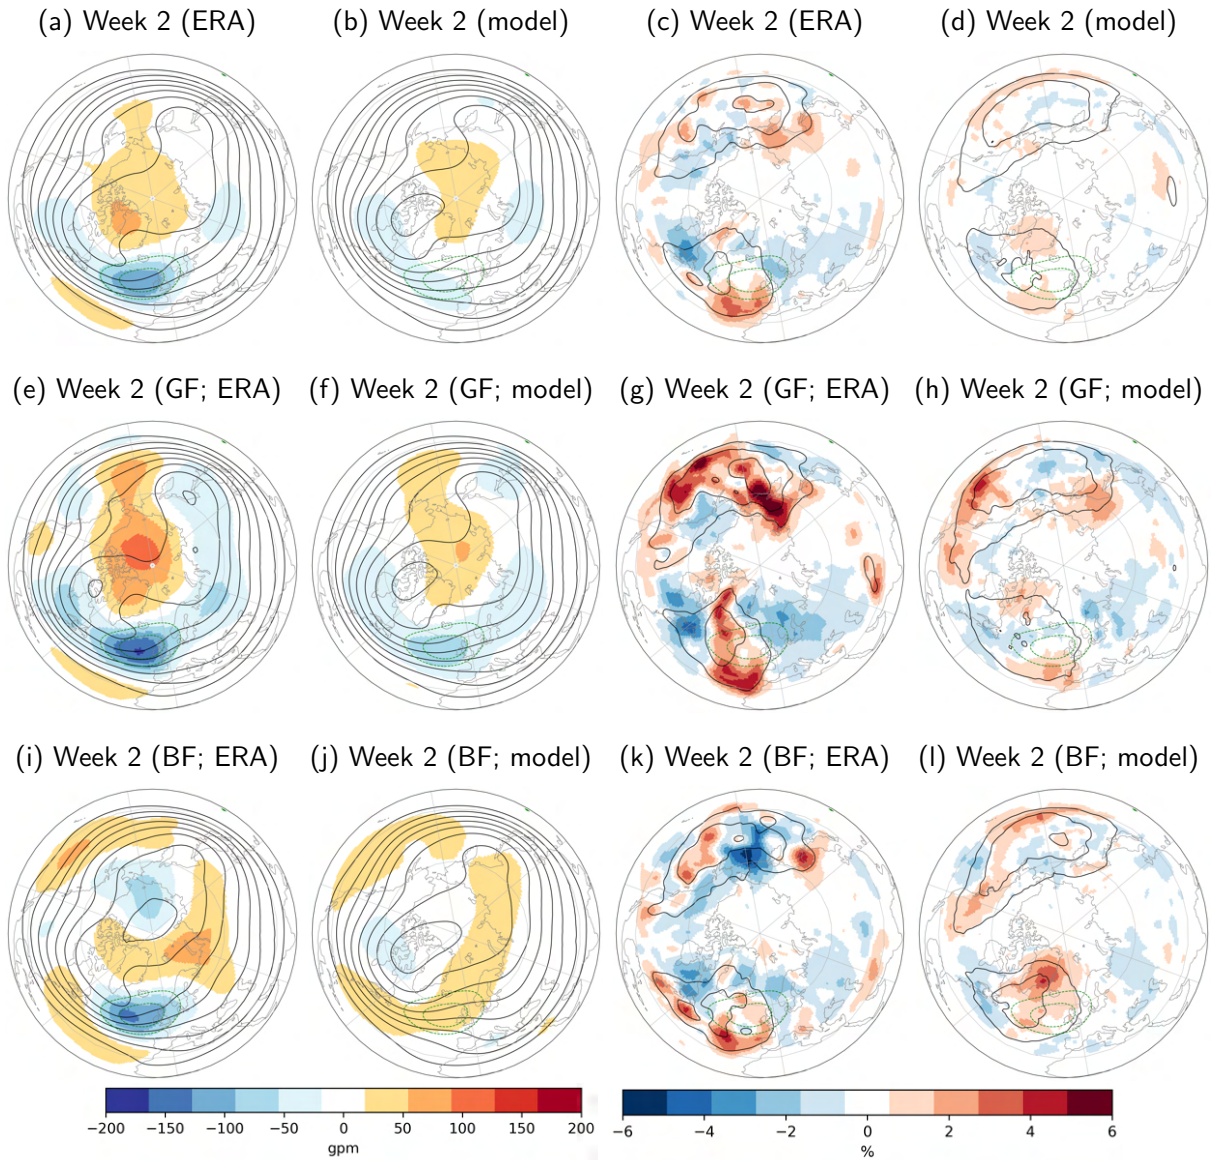 (a) Week 2 (ERA) (b) Week 2 (model) (c) Week 2 (ERA) (d) Week 2 (model)
(e) Week 2 (GF; ERA) (f) Week 2 (GF; model) (g) Week 2 (GF; ERA) (h) Week 2 (GF; model)
(i) Week 2 (BF; ERA) (j) Week 2 (BF; model) (k) Week 2 (BF; ERA) (l) Week 2 (BF; model)
−200 −150 −100 −50 0 50 100 150 200 −6 −4 −2 0 2 4 6
gpm %